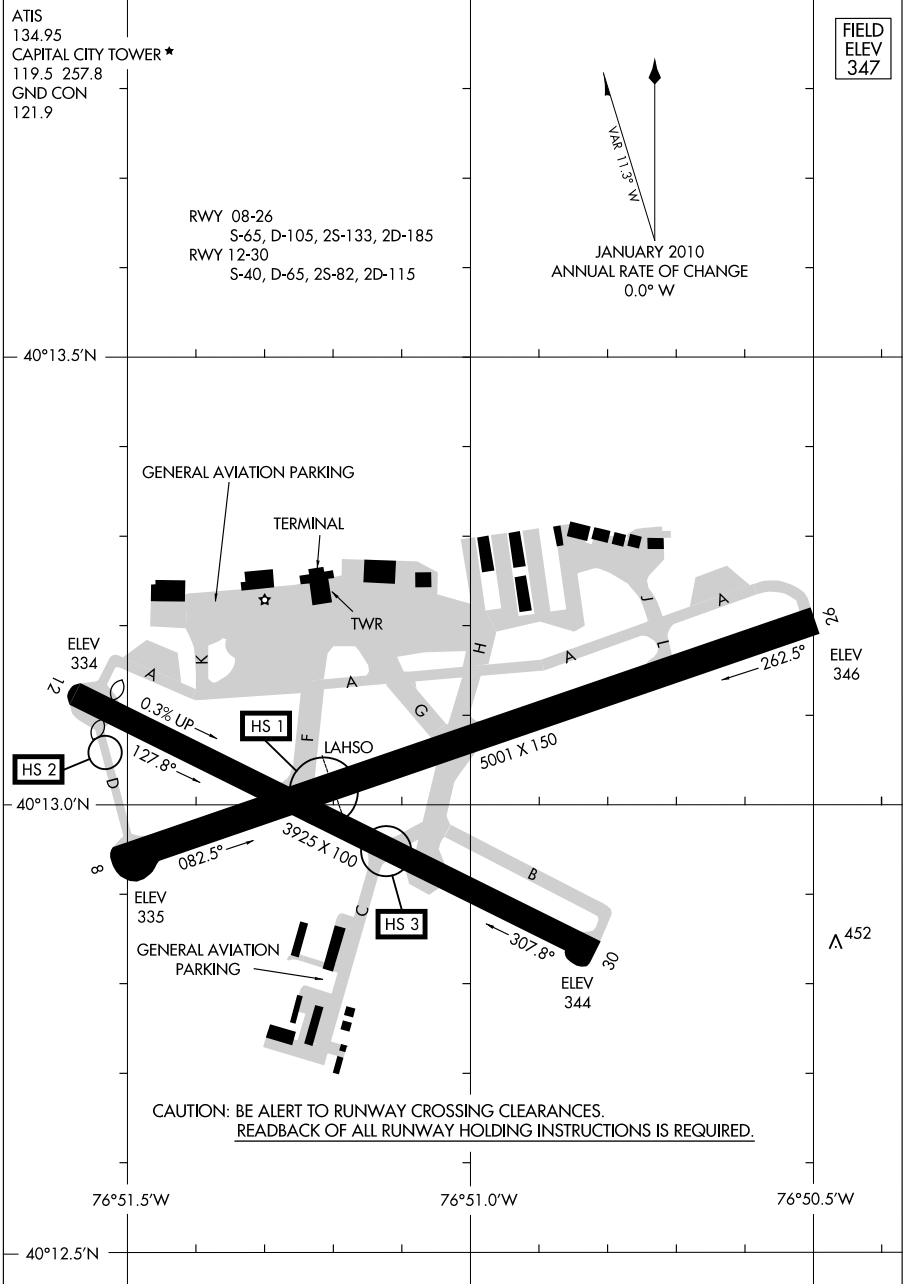 ATIS
134.95
CAPITAL CITY TOWER ★
119.5 257.8
GND CON
121.9
FIELD
ELEV
347
VAR 11.3° W
JANUARY 2010
ANNUAL RATE OF CHANGE
0.0° W
RWY 08-26
S-65, D-105, 2S-133, 2D-185
RWY 12-30
S-40, D-65, 2S-82, 2D-115
40°13.5'N
GENERAL AVIATION PARKING
TERMINAL
TWR
J
A
26
ELEV
334
K
H
L
A
ELEV
346
A
A
262.5°
12
0.3% UP
G
HS 1
F
LAHSO
5001 X 150
HS 2
127.8°
D
40°13.0'N
3925 X 100
082.5°
8
B
ELEV
335
C
HS 3
307.8°
30
452
GENERAL AVIATION
PARKING
ELEV
344
CAUTION: BE ALERT TO RUNWAY CROSSING CLEARANCES.
READBACK OF ALL RUNWAY HOLDING INSTRUCTIONS IS REQUIRED.
76°51.5'W
76°51.0'W
76°50.5'W
40°12.5'N